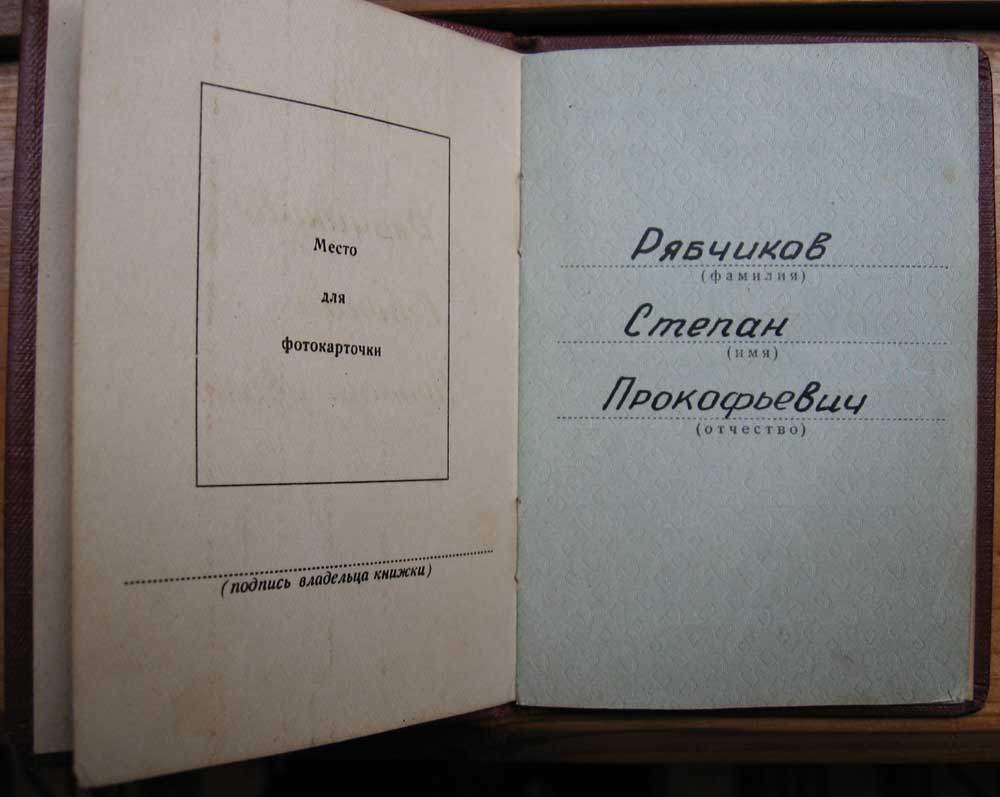 Место
для
фотокарточки
(подпись владельца книжки)
Рябчиков
(фамилия)
Степан
(имя)
Прокофьевич
(отчество)